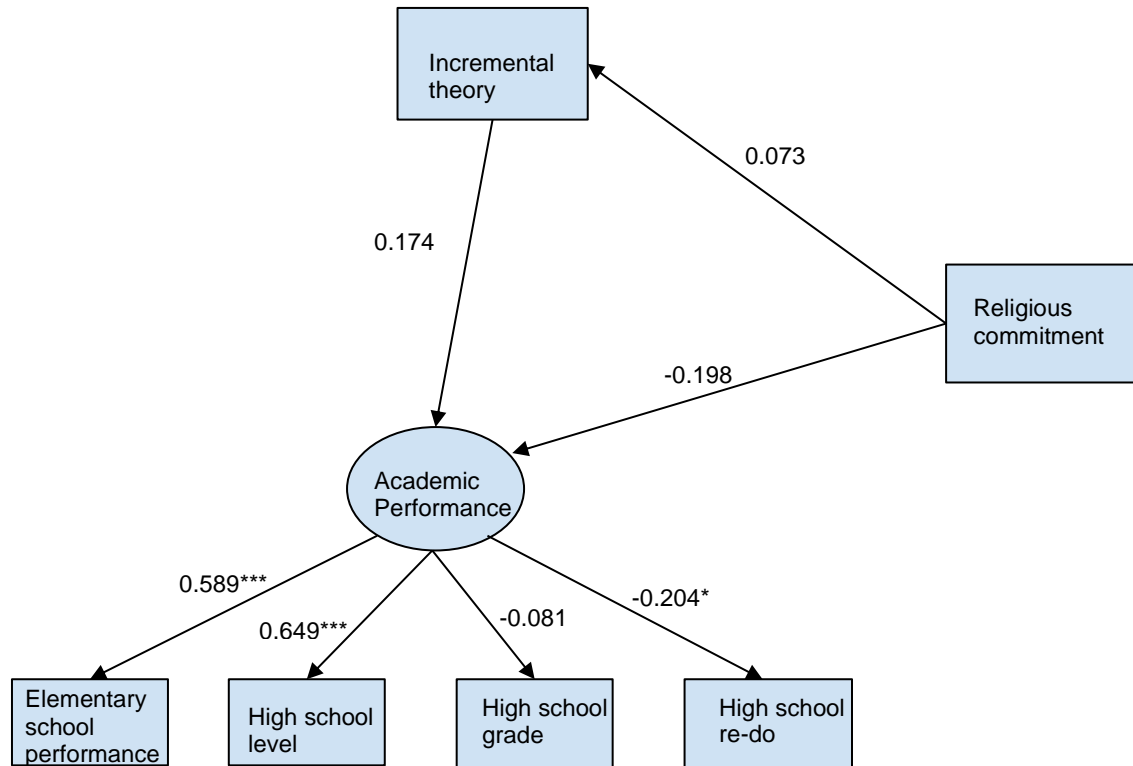 Incremental
theory
0.073
0.174
Religious
commitment
-0.198
Academic
Performance
0.589***
0.649***
-0.081
-0.204*
Elementary
school
performance
High school
level
High school
grade
High school
re-do